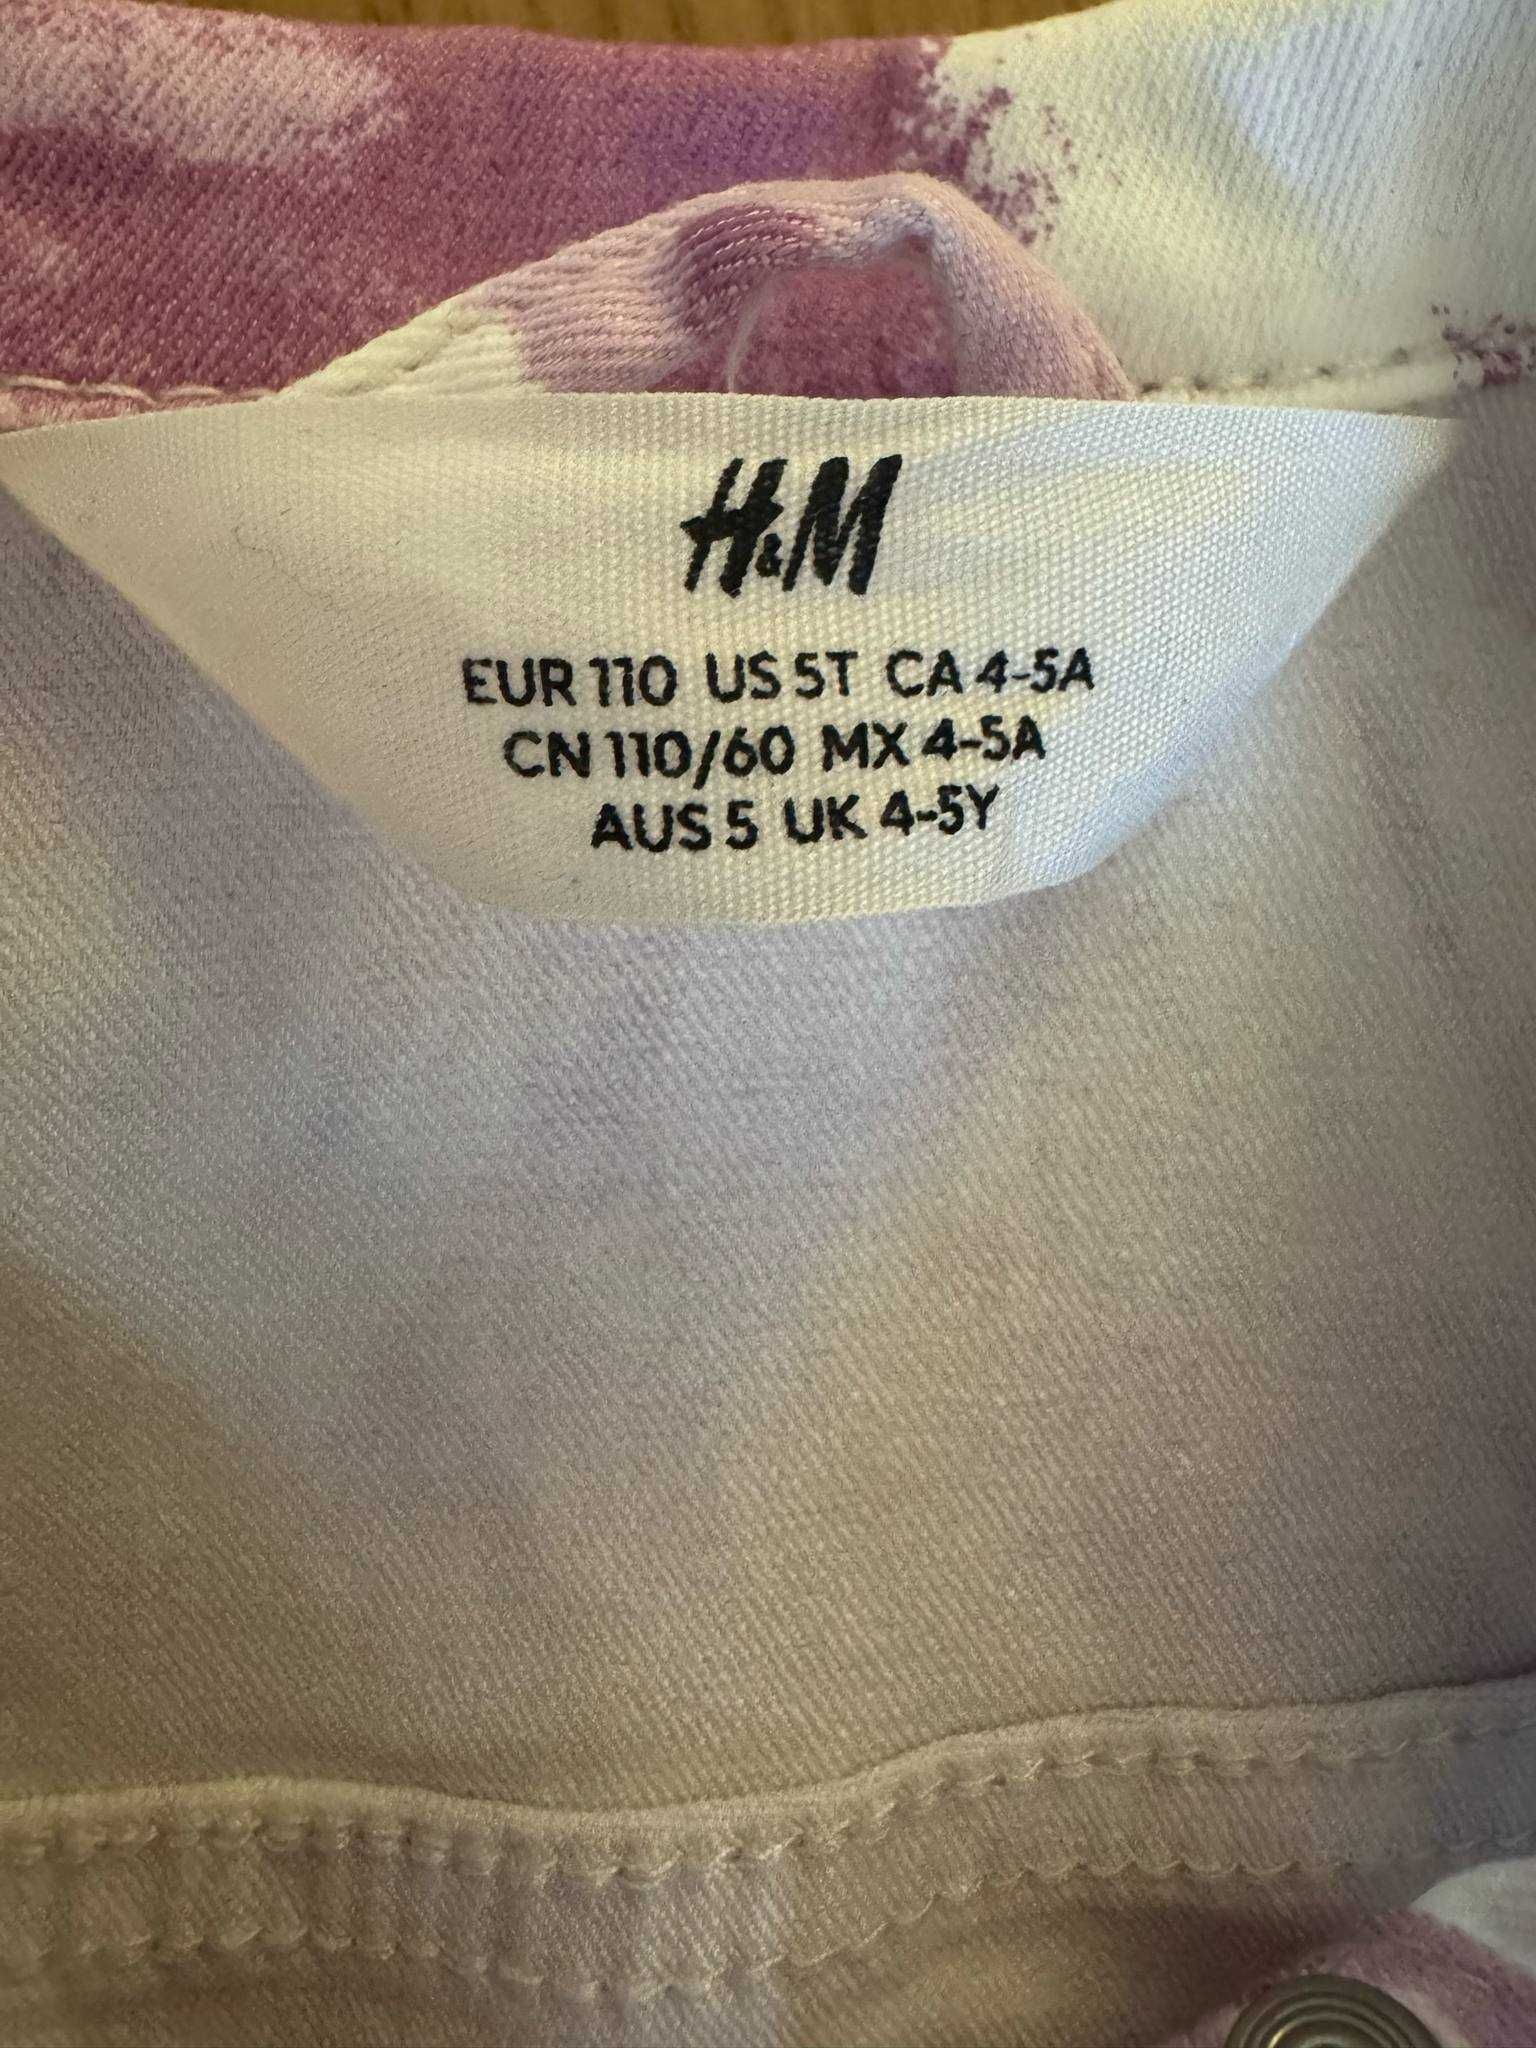 H&M
EUR 110 US 5T CA 4-5A
CN 110/60 MX 4-5A
AUS 5 UK 4-5Y